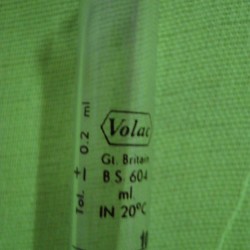 Volac
Gt. Britain
B S 604
ml
IN 20°C
Tol. ± 0.2 ml